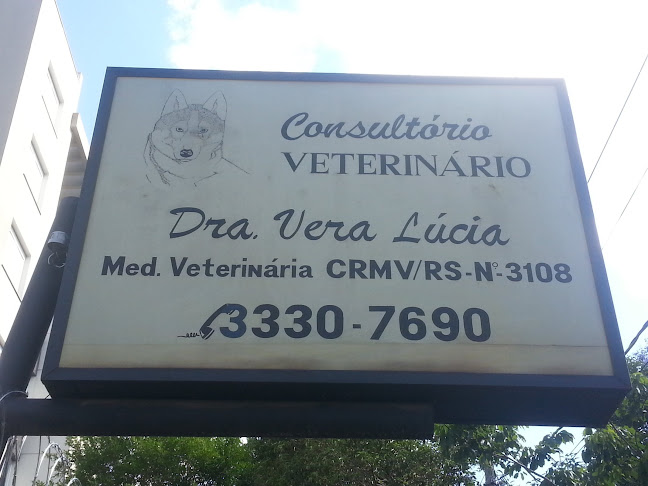 Consultório
VETERINÁRIO
Dra. Vera Lúcia
Med. Veterinária CRMV/RS-Nº-3108
3330-7690